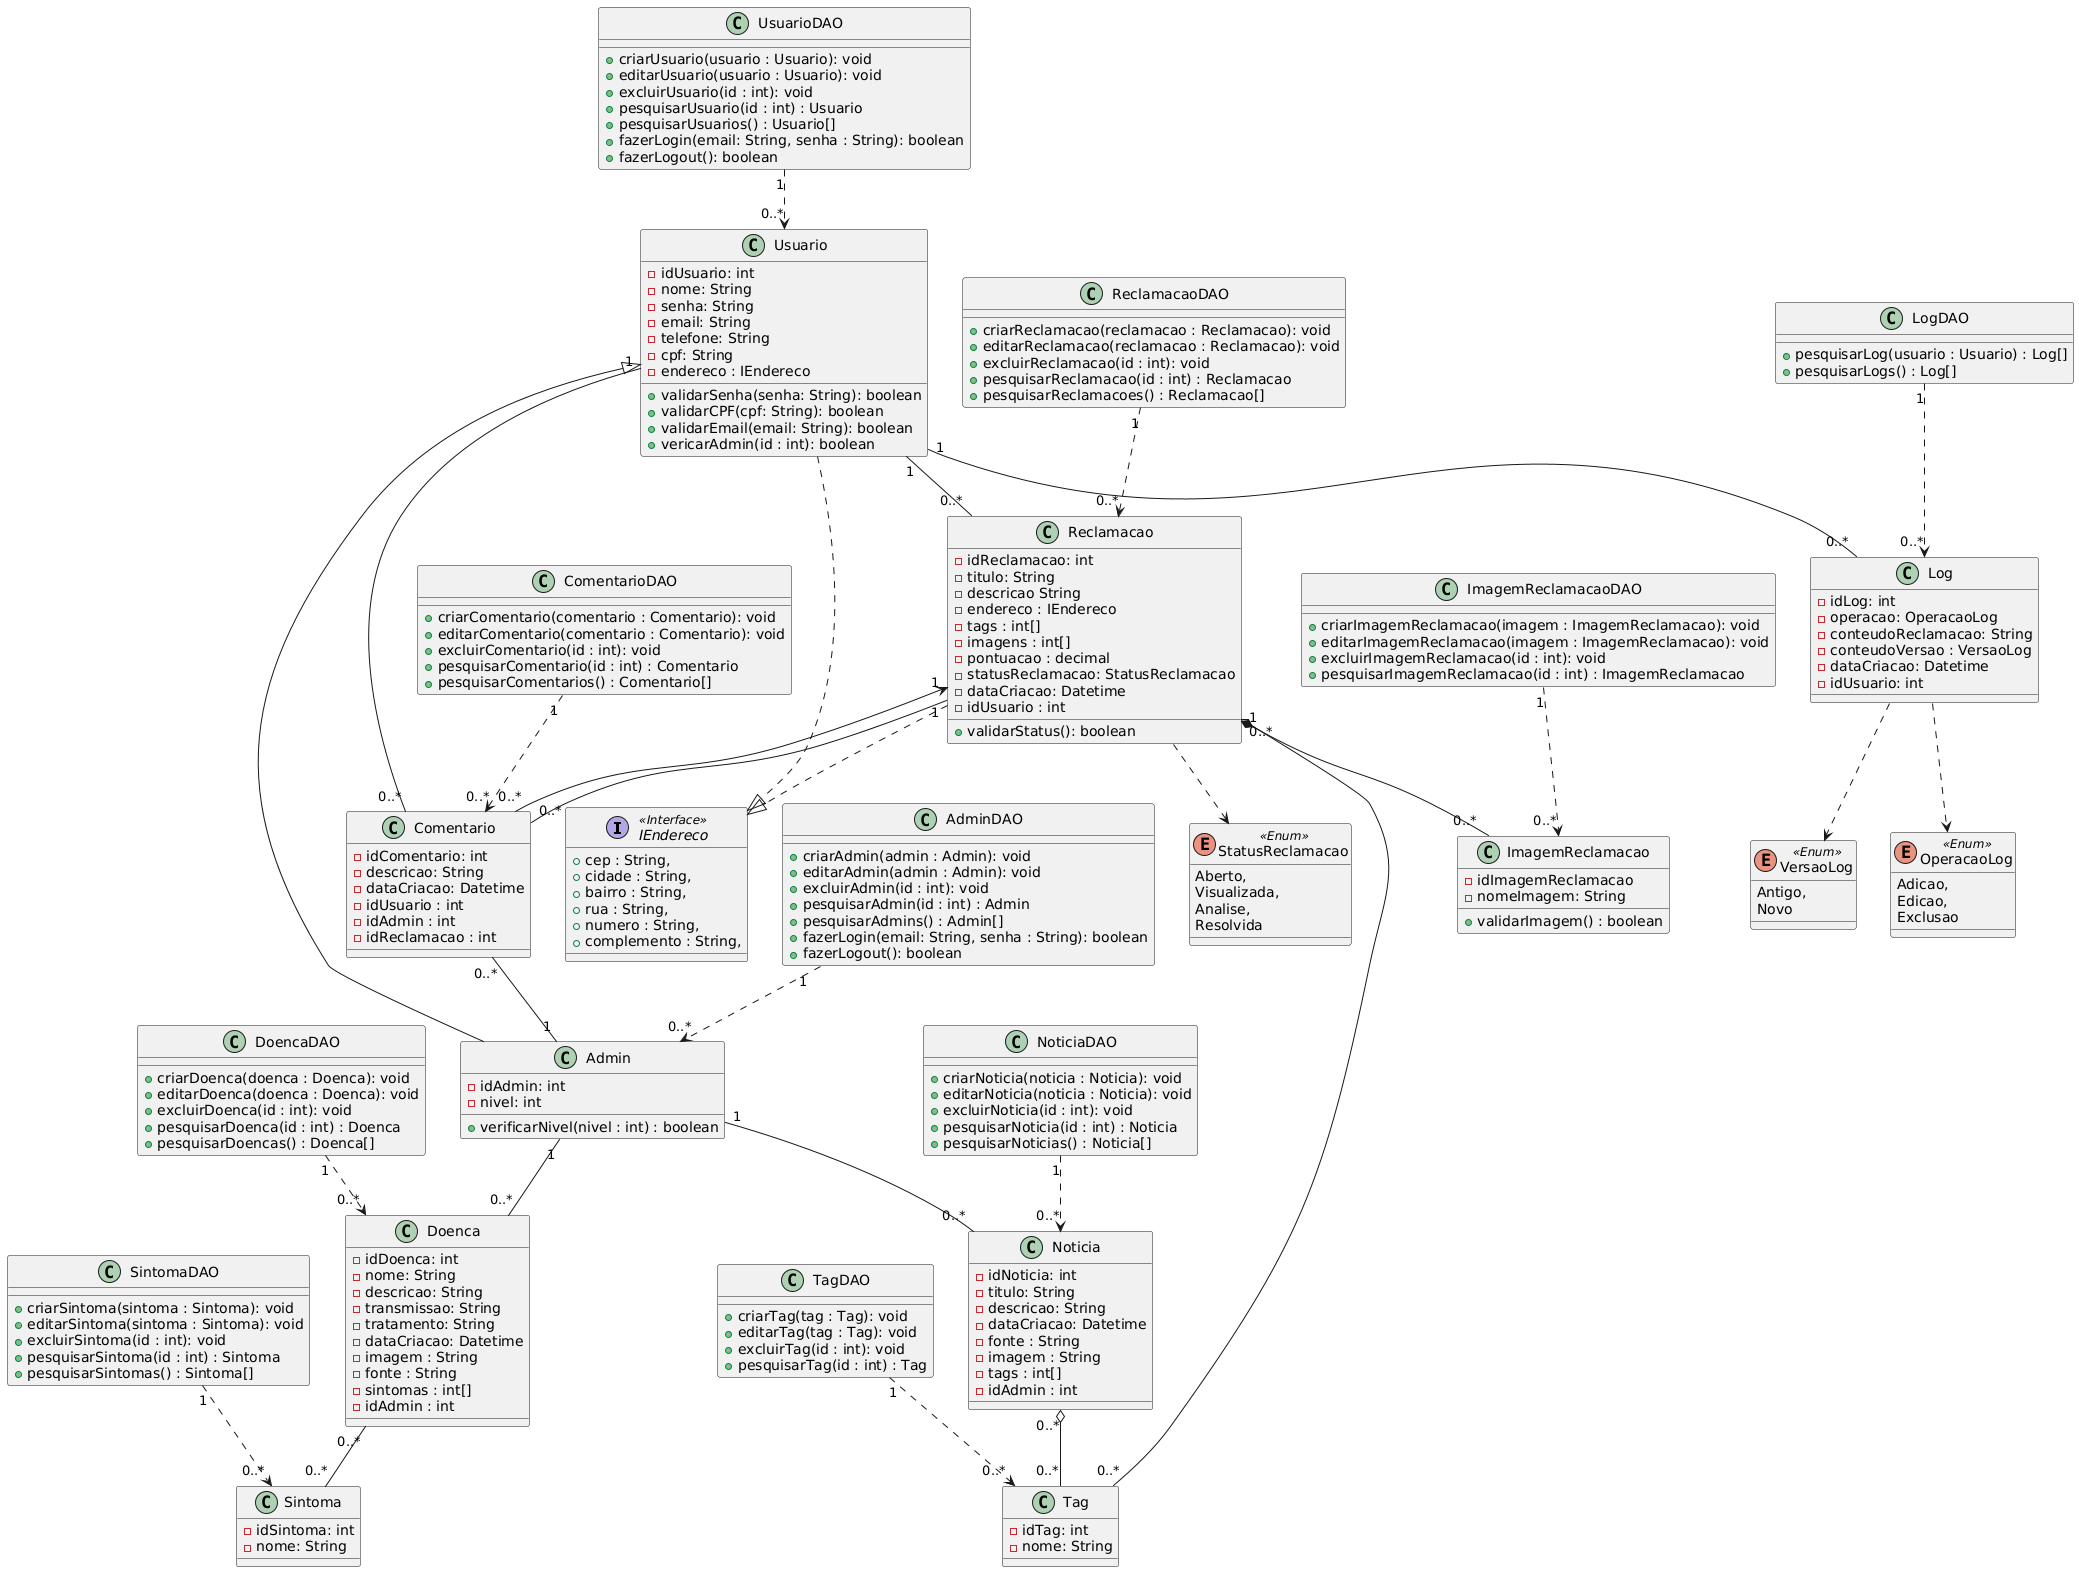 UsuarioDAO
criarUsuario(usuario : Usuario): void
editarUsuario(usuario : Usuario): void
excluirUsuario(id : int): void
pesquisarUsuario(id : int) : Usuario
pesquisarUsuarios() : Usuario[]
fazerLogin(email: String, senha : String): boolean
fazerLogout(): boolean
1
0..*
Usuario
idUsuario: int
nome: String
senha: String
email: String
telefone: String
cpf: String
endereco : IEndereco
validarSenha(senha: String): boolean
validarCPF(cpf: String): boolean
validarEmail(email: String): boolean
vericarAdmin(id : int): boolean
1
1
1
ReclamacaoDAO
criarReclamacao(reclamacao : Reclamacao): void
editarReclamacao(reclamacao : Reclamacao): void
excluirReclamacao(id : int): void
pesquisarReclamacao(id : int) : Reclamacao
pesquisarReclamacoes() : Reclamacao[]
1
LogDAO
pesquisarLog(usuario : Usuario) : Log[]
pesquisarLogs() : Log[]
1
0..*
0..*
0..*
0..*
Reclamacao
idReclamacao: int
titulo: String
descricao String
endereco : IEndereco
tags : int[]
imagens : int[]
pontuacao : decimal
statusReclamacao: StatusReclamacao
dataCriacao: Datetime
idUsuario : int
validarStatus(): boolean
1
1
1
0..*
Log
idLog: int
operacao: OperacaoLog
conteudoReclamacao: String
conteudoVersao : VersaoLog
dataCriacao: Datetime
idUsuario: int
ComentarioDAO
criarComentario(comentario : Comentario): void
editarComentario(comentario : Comentario): void
excluirComentario(id : int): void
pesquisarComentario(id : int) : Comentario
pesquisarComentarios() : Comentario[]
1
ImagemReclamacaoDAO
criarImagemReclamacao(imagem : ImagemReclamacao): void
editarImagemReclamacao(imagem : ImagemReclamacao): void
excluirImagemReclamacao(id : int): void
pesquisarImagemReclamacao(id : int) : ImagemReclamacao
1
0..*
0..*
0..*
0..*
0..*
0..*
Comentario
idComentario: int
descricao: String
dataCriacao: Datetime
idUsuario : int
idAdmin : int
idReclamacao : int
0..*
1
«Interface»
IEndereco
cep : String,
cidade : String,
bairro : String,
rua : String,
numero : String,
complemento : String,
AdminDAO
criarAdmin(admin : Admin): void
editarAdmin(admin : Admin): void
excluirAdmin(id : int): void
pesquisarAdmin(id : int) : Admin
pesquisarAdmins() : Admin[]
fazerLogin(email: String, senha : String): boolean
fazerLogout(): boolean
1
0..*
«Enum»
StatusReclamacao
Aberto,
Visualizada,
Analise,
Resolvida
ImagemReclamacao
idImagemReclamacao
nomeImagem: String
validarImagem() : boolean
«Enum»
VersaoLog
Antigo,
Novo
«Enum»
OperacaoLog
Adicao,
Edicao,
Exclusao
DoencaDAO
criarDoenca(doenca : Doenca): void
editarDoenca(doenca : Doenca): void
excluirDoenca(id : int): void
pesquisarDoenca(id : int) : Doenca
pesquisarDoencas() : Doenca[]
1
0..*
Admin
idAdmin: int
nivel: int
verificarNivel(nivel : int) : boolean
1
1
0..*
0..*
NoticiaDAO
criarNoticia(noticia : Noticia): void
editarNoticia(noticia : Noticia): void
excluirNoticia(id : int): void
pesquisarNoticia(id : int) : Noticia
pesquisarNoticias() : Noticia[]
1
0..*
SintomaDAO
criarSintoma(sintoma : Sintoma): void
editarSintoma(sintoma : Sintoma): void
excluirSintoma(id : int): void
pesquisarSintoma(id : int) : Sintoma
pesquisarSintomas() : Sintoma[]
1
0..*
Doenca
idDoenca: int
nome: String
descricao: String
transmissao: String
tratamento: String
dataCriacao: Datetime
imagem : String
fonte : String
sintomas : int[]
idAdmin : int
0..*
0..*
TagDAO
criarTag(tag : Tag): void
editarTag(tag : Tag): void
excluirTag(id : int): void
pesquisarTag(id : int) : Tag
1
0..*
Noticia
idNoticia: int
titulo: String
descricao: String
dataCriacao: Datetime
fonte : String
imagem : String
tags : int[]
idAdmin : int
0..*
0..*
0..*
Sintoma
idSintoma: int
nome: String
Tag
idTag: int
nome: String